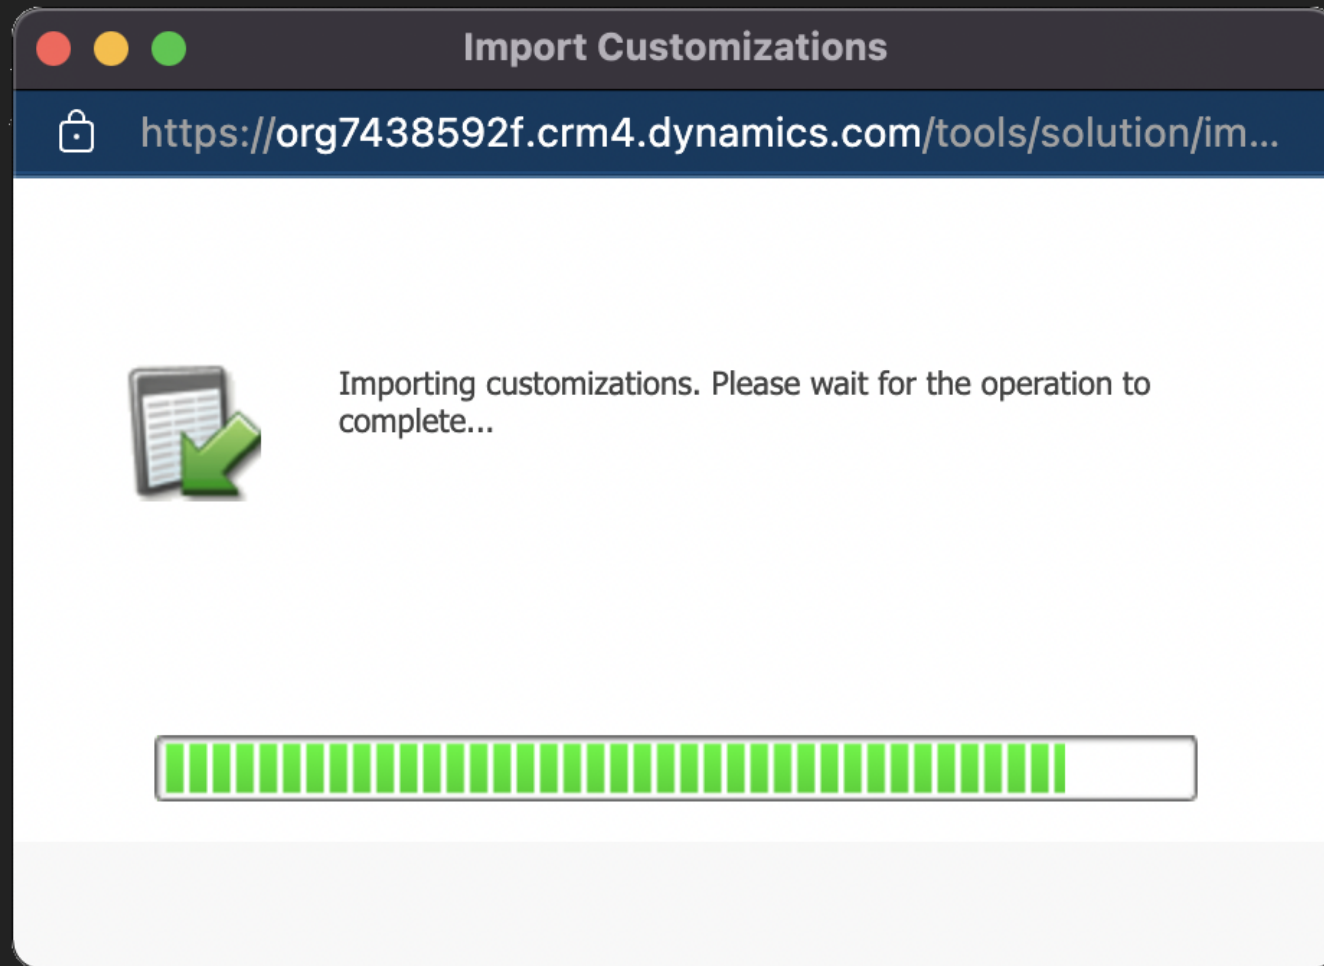 Import Customizations
https://org7438592f.crm4.dynamics.com/tools/solution/im...
Importing customizations. Please wait for the operation to
complete...